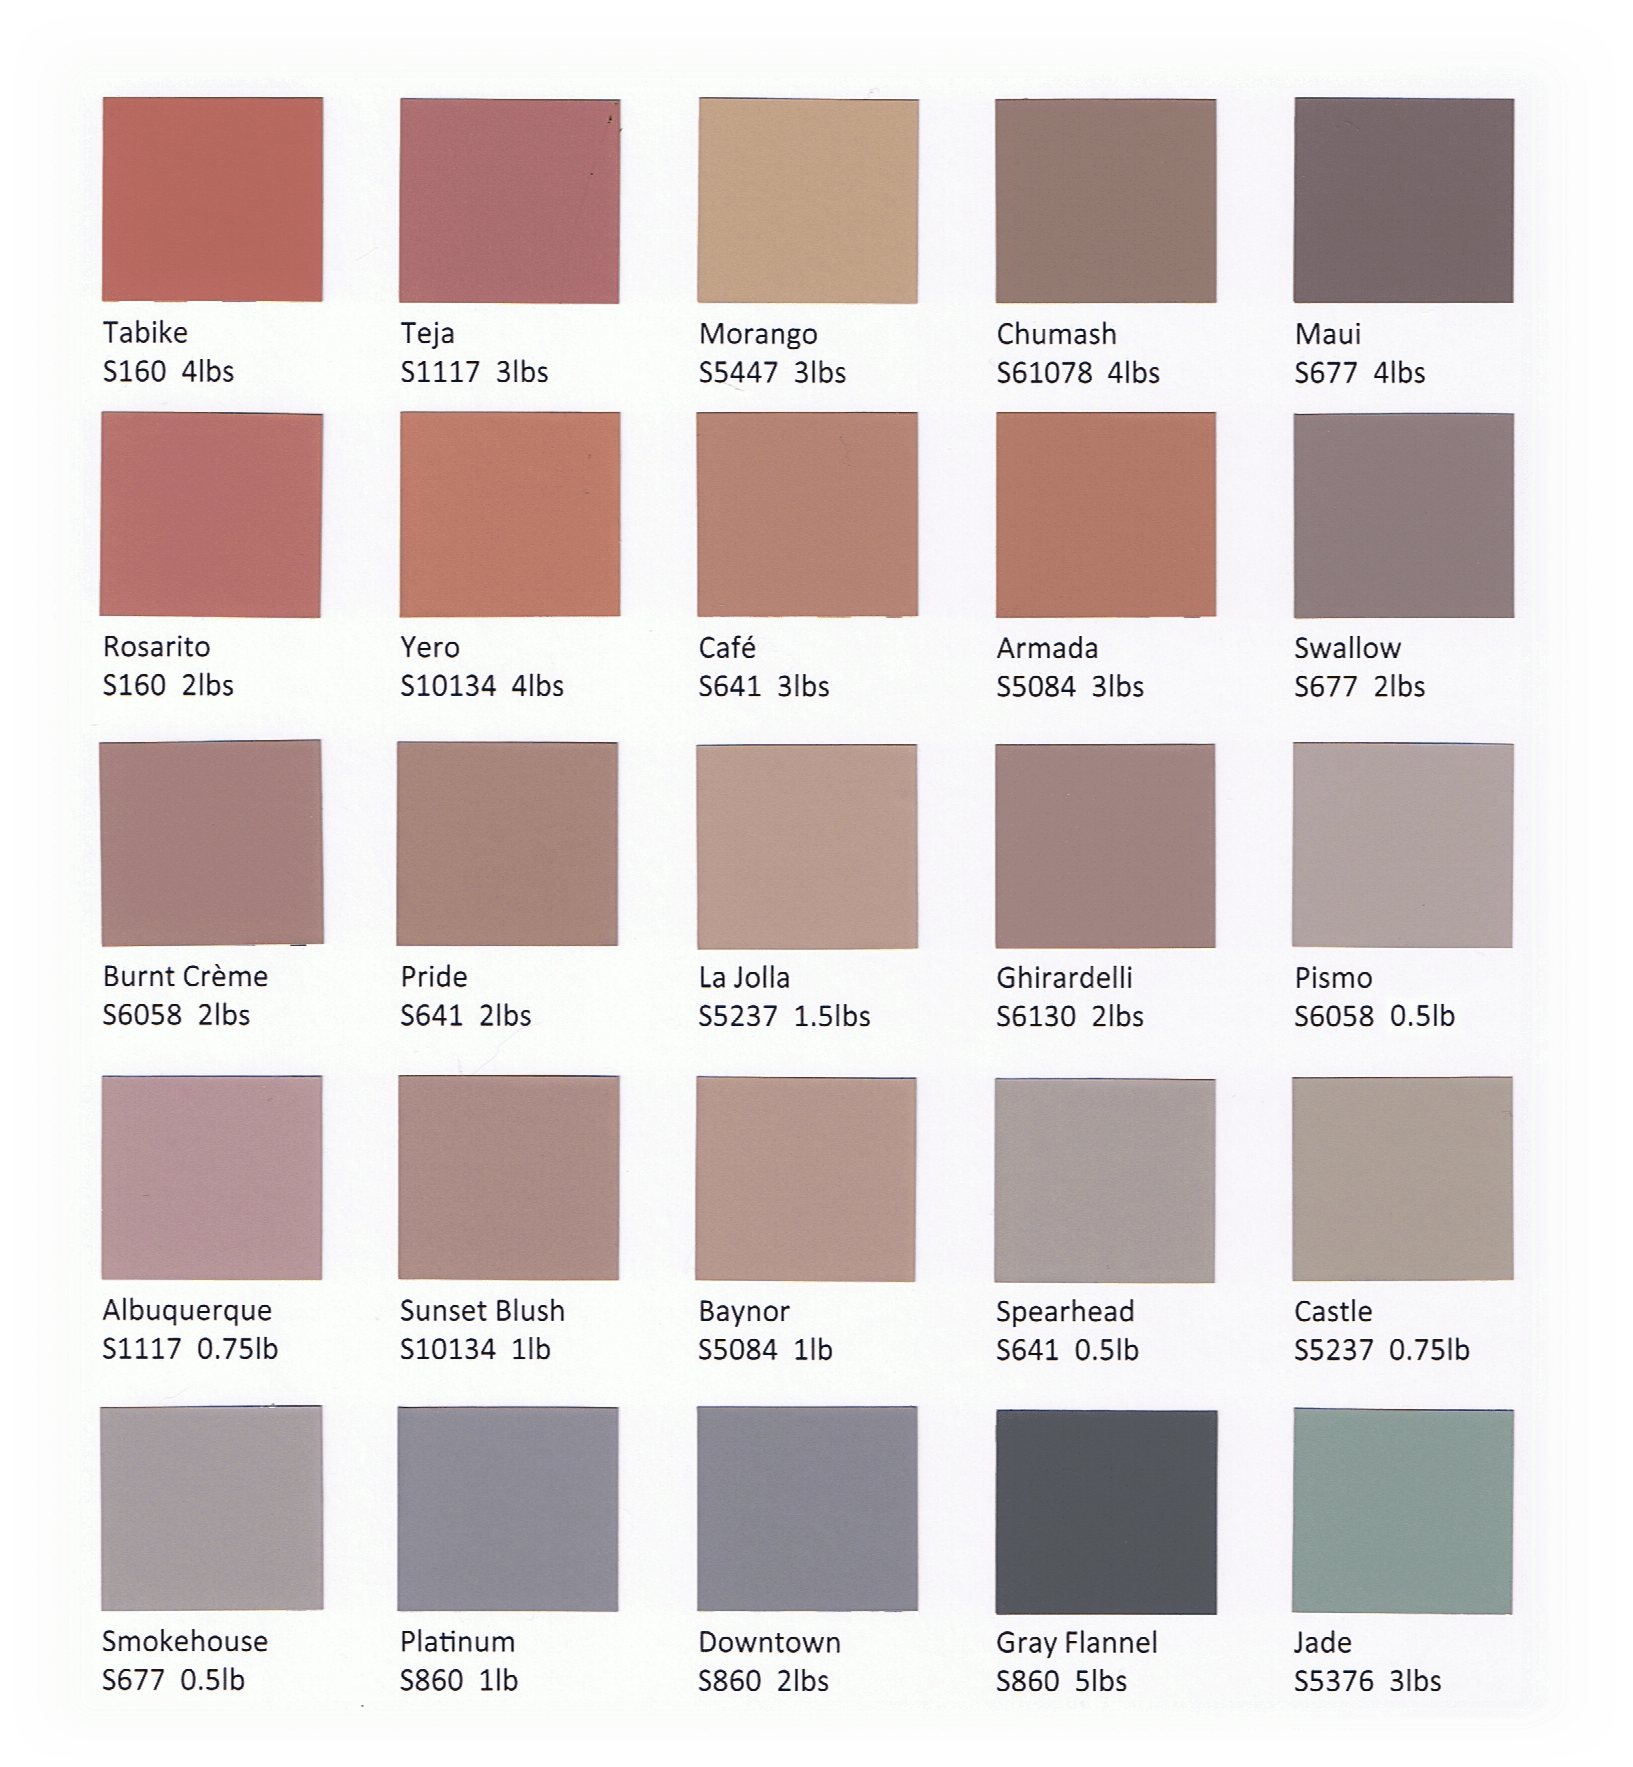 Tabike
S160 4lbs
Teja
S1117 3lbs
Morango
S5447 3lbs
Chumash
S61078 4lbs
Maui
S677 4lbs
Rosarito
S160 2lbs
Yero
S10134 4lbs
Café
S641 3lbs
Armada
S5084 3lbs
Swallow
S677 2lbs
Burnt Crème
S6058 2lbs
Pride
S641 2lbs
La Jolla
S5237 1.5lbs
Ghirardelli
S6130 2lbs
Pismo
S6058 0.5lb
Albuquerque
S1117 0.75lb
Sunset Blush
S10134 1lb
Baynor
S5084 1lb
Spearhead
S641 0.5lb
Castle
S5237 0.75lb
Smokehouse
S677 0.5lb
Platinum
S860 1lb
Downtown
S860 2lbs
Gray Flannel
S860 5lbs
Jade
S5376 3lbs